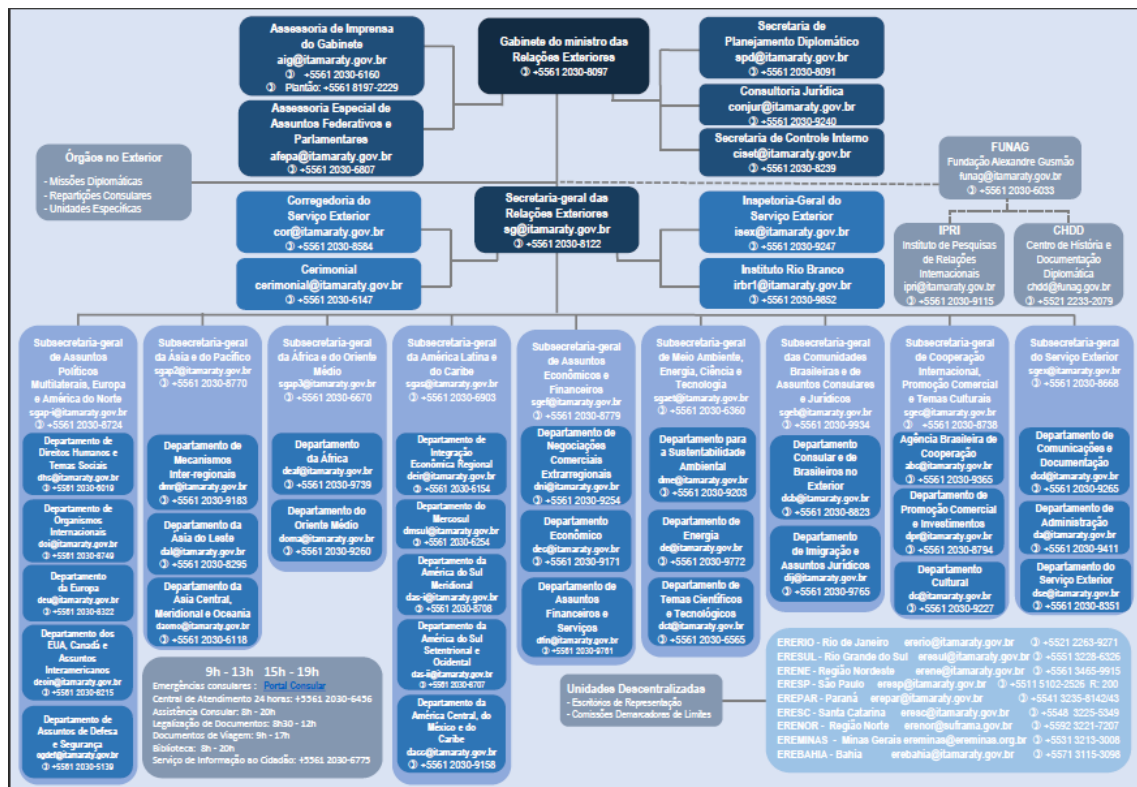 Assessoria de Imprensa
do Gabinete
aig@itamaraty.gov.br
✆ +5561 2030-6160
✆ Plantão: +5561 8197-2229
Gabinete do ministro das
Relações Exteriores
✆ +5561 2030-8097
Secretaria de
Planejamento Diplomático
spd@itamaraty.gov.br
✆ +5561 2030-8091
Assessoria Especial de
Assuntos Federativos e
Parlamentares
afepa@itamaraty.gov.br
✆ +5561 2030-6807
Consultoria Jurídica
conjur@itamaraty.gov.br
✆ +5561 2030-9240
Secretaria de Controle Interno
ciset@itamaraty.gov.br
✆ +5561 2030-8239
Órgãos no Exterior
- Missões Diplomáticas
- Repartições Consulares
- Unidades Específicas
FUNAG
Fundação Alexandre Gusmão
funag@itamaraty.gov.br
✆ +5561 2030-6033
Corregedoria do
Serviço Exterior
cor@itamaraty.gov.br
✆ +5561 2030-8584
Secretaria-geral das
Relações Exteriores
sg@itamaraty.gov.br
✆ +5561 2030-8122
Inspetoria-Geral do
Serviço Exterior
isex@itamaraty.gov.br
✆ +5561 2030-9247
Cerimonial
cerimonial@itamaraty.gov.br
✆ +5561 2030-6147
Instituto Rio Branco
irbr1@itamaraty.gov.br
✆ +5561 2030-9852
IPRI
Instituto de Pesquisas
de Relações
Internacionais
ipri@itamaraty.gov.br
✆ +5561 2030-9115
CHDD
Centro de História e
Documentação
Diplomática
chdd@funag.gov.br
✆ +5521 2233-2079
Subsecretaria-geral
de Assuntos
Políticos
Multilaterais, Europa
e América do Norte
sgap-i@itamaraty.gov.br
✆ +5561 2030-8724
Departamento de
Direitos Humanos e
Temas Sociais
dhs@itamaraty.gov.br
Departamento de
Organismos
Internacionais
doi@itamaraty.gov.br
Departamento
da Europa
deu@itamaraty.gov.br
Departamento dos
EUA, Canadá e
Assuntos
Interamericanos
✆ +5561 2030-8215
Departamento de
Assuntos de Defesa
e Segurança
Subsecretaria-geral
da Ásia e do Pacífico
sgap2@itamaraty.gov.br
✆ +5561 2030-8770
Departamento de
Mecanismos
Inter-regionais
dmr@itamaraty.gov.br
✆ +5561 2030-9183
Departamento da
Ásia do Leste
dal@itamaraty.gov.br
✆ +5561 2030-8295
Departamento da
Ásia Central,
Meridional e Oceania
daomo@itamaraty.gov.br
✆ +5561 2030-6118
Subsecretaria-geral
da África e do Oriente
Médio
sgap3@itamaraty.gov.br
✆ +5561 2030-6670
Departamento
da África
deaf@itamaraty.gov.br
✆ +5561 2030-9739
Departamento do
Oriente Médio
doma@itamaraty.gov.br
✆ +5561 2030-9260
Subsecretaria-geral
da América Latina e
do Caribe
sgas@itamaraty.gov.br
✆ +5561 2030-6903
Departamento de
Integração
Econômica Regional
deir@itamaraty.gov.br
✆ +5561 2030-6154
Departamento do
Mercosul
dmsul@itamaraty.gov.br
✆ +5561 2030-6254
Departamento da
América do Sul
Meridional
das-i@itamaraty.gov.br
✆ +5561 2030-8708
Departamento da
América do Sul
Setentrional e
Ocidental
das-ii@itamaraty.gov.br
Departamento da
América Central, do
México e do
Caribe
dacc@itamaraty.gov.br
✆ +5561 2030-9158
Subsecretaria-geral
de Assuntos
Econômicos e
Financeiros
sgef@itamaraty.gov.br
✆ +5561 2030-8779
Departamento de
Negociações
Comerciais
Extrarregionais
dni@itamaraty.gov.br
✆ +5561 2030-9254
Departamento
Econômico
dec@itamaraty.gov.br
✆ +5561 2030-9171
Departamento de
Assuntos
Financeiros e
Serviços
dfin@itamaraty.gov.br
Subsecretaria-geral
de Meio Ambiente,
Energia, Ciência e
Tecnologia
sgaet@itamaraty.gov.br
✆ +5561 2030-6360
Departamento para
a Sustentabilidade
Ambiental
dme@itamaraty.gov.br
✆ +5561 2030-9203
Departamento de
Energia
de@itamaraty.gov.br
✆ +5561 2030-9772
Departamento de
Temas Científicos e
Tecnológicos
dct@itamaraty.gov.br
✆ +5561 2030-6565
Subsecretaria-geral
das Comunidades
Brasileiras e de
Assuntos Consulares
e Jurídicos
sgeb@itamaraty.gov.br
✆ +5561 2030-9934
Departamento
Consular e de
Brasileiros no
Exterior
dcb@itamaraty.gov.br
✆ +5561 2030-8823
Departamento
de Imigração e
Assuntos Jurídicos
dij@itamaraty.gov.br
✆ +5561 2030-9765
Subsecretaria-geral
de Cooperação
Internacional,
Promoção Comercial
e Temas Culturais
sgec@itamaraty.gov.br
✆ +5561 2030-8738
Agência Brasileira de
Cooperação
abc@itamaraty.gov.br
✆ +5561 2030-9365
Departamento de
Promoção Comercial
e Investimentos
dpr@itamaraty.gov.br
✆ +5561 2030-8794
Departamento
Cultural
dc@itamaraty.gov.br
✆ +5561 2030-9227
Subsecretaria-geral
do Serviço Exterior
sgex@itamaraty.gov.br
✆ +5561 2030-8668
Departamento de
Comunicações e
Documentação
dcd@itamaraty.gov.br
✆ +5561 2030-9265
Departamento de
Administração
da@itamaraty.gov.br
✆ +5561 2030-9411
Departamento do
Serviço Exterior
dse@itamaraty.gov.br
✆ +5561 2030-8351
9h - 13h 15h - 19h
Emergências consulares : Portal Consular
Central de Atendimento 24 horas: +5561 2030-6456
Assistência Consular: 8h - 20h
Legalização de Documentos: 8h30 - 12h
Documentos de Viagem: 9h - 17h
Biblioteca: 8h - 20h
Serviço de Informação ao Cidadão: +5561 2030-6775
Unidades Descentralizadas
- Escritórios de Representação
- Comissões Demarcadoras de Limites
ERERIO - Rio de Janeiro ererio@itamaraty.gov.br ✆ +5521 2263-9271
ERESUL - Rio Grande do Sul eresul@itamaraty.gov.br ✆ +5551 3228-6326
ERENE - Região Nordeste erene@itamaraty.gov.br ✆ +5561 3465-9915
ERESP - São Paulo eresp@itamaraty.gov.br ✆ +5511 5102-2526 R: 200
EREPAR - Paraná erepar@itamaraty.gov.br ✆ +5541 3235-8142/43
ERESC - Santa Catarina eresc@itamaraty.gov.br ✆ +5548 3225-5349
ERENOR - Região Norte erenor@suframa.gov.br ✆ +5592 3221-7207
EREMINAS - Minas Gerais ereminas@ereminas.org.br ✆ +5531 3213-3008
EREBAHIA - Bahia erebahia@itamaraty.gov.br ✆ +5571 3115-3098